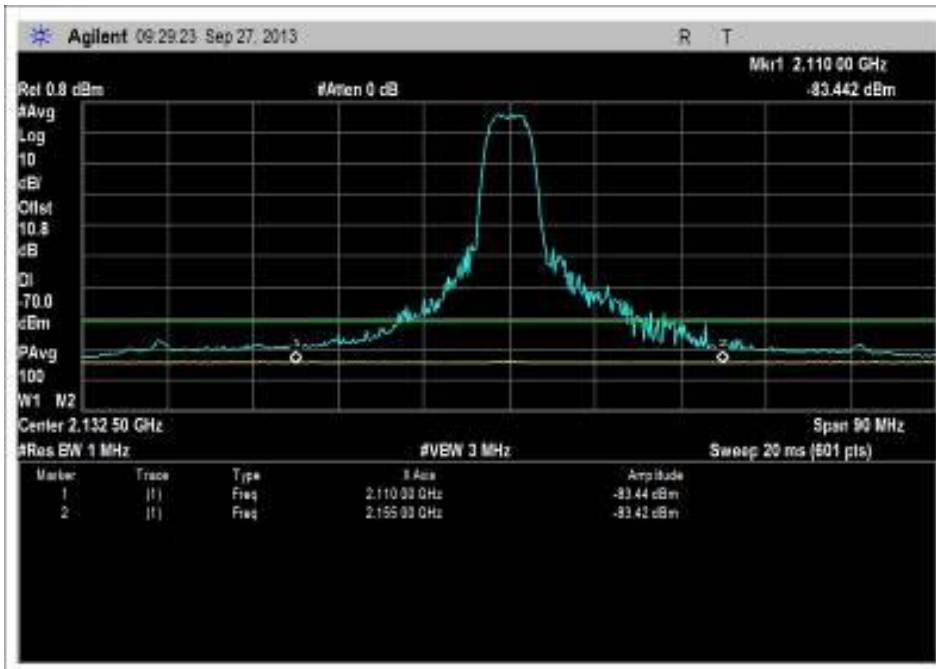 Agilent 09:29:23 Sep 27, 2013 R T
Mkr1 2.110 00 GHz
Ref 0.8 dBm #Atten 0 dB -83.442 dBm
#Avg
Log
10
dB/
Offst
10.8
dB
DI
-70.0
dBm
PAvg
100
W1 M2
1 2
Center 2.132 50 GHz Span 90 MHz
#Res BW 1 MHz #VBW 3 MHz Sweep 20 ms (601 pts)
Marker Trace Type X Axis Amplitude
1 (1) Freq 2.110 00 GHz -83.44 dBm
2 (1) Freq 2.155 00 GHz -83.42 dBm